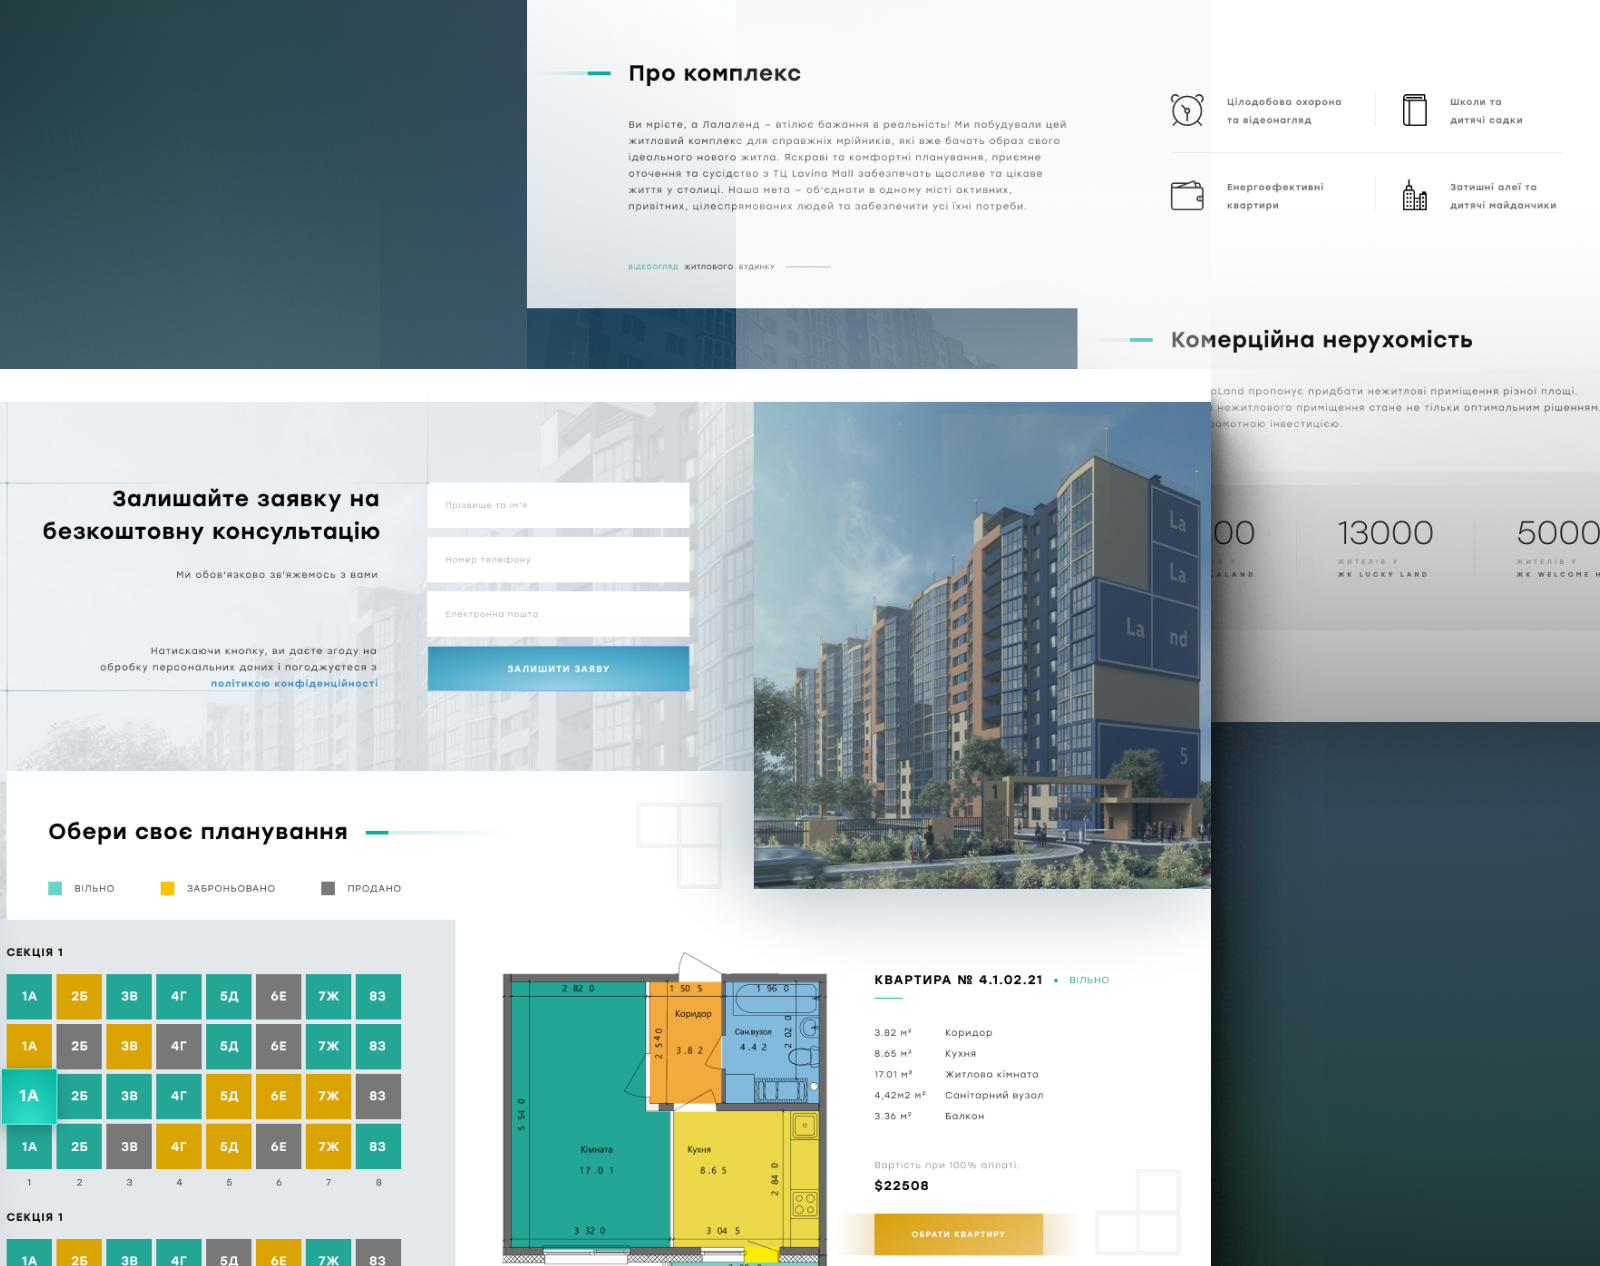 Про комплекс
Ви мрієте, а Лалаленд – втілює бажання в реальність! Ми побудували цей
житловий комплекс для справжніх мрійників, які вже бачать образ свого
ідеального нового житла. Яскраві та комфортні планування, приємне
оточення та сусідство з ТЦ Lavina Mall забезпечать щасливе та цікаве
життя у столиці. Наша мета – об'єднати в одному місті активних,
привітних, цілеспрямованих людей та забезпечити усі їхні потреби.
ВІДЕООГЛЯД ЖИТЛОВОГО БУДИНКУ
Цілодобова охорона
та відеонагляд
Школи та
дитячі садки
Енергоефективні
квартири
Затишні алеї та
дитячі майданчики
Комерційна нерухомість
Land пропонує придбати нежитлові приміщення різної площі.
нежитлового приміщення стане не тільки оптимальним рішенням,
інвестицією.
00
ALAND
13000
ЖИТЕЛІВ У
ЖК LUCKY LAND
5000
ЖИТЕЛІВ У
ЖК WELCOME H
Залишайте заявку на
безкоштовну консультацію
Ми обов'язково зв'яжемось з вами
Натискаючи кнопку, ви даєте згоду на
обробку персональних даних і погоджуєтеся з
політикою конфіденційності
Прізвище та ім'я
Номер телефону
Електронна пошта
ЗАЛИШИТИ ЗАЯВУ
La
La
La nd
5
1
Обери своє планування
ВІЛЬНО
ЗАБРОНЬОВАНО
ПРОДАНО
СЕКЦІЯ 1
1А 2Б 3В 4Г 5Д 6Е 7Ж 8З
1А 2Б 3В 4Г 5Д 6Е 7Ж 8З
1А 2Б 3В 4Г 5Д 6Е 7Ж 8З
1А 2Б 3В 4Г 5Д 6Е 7Ж 8З
1 2 3 4 5 6 7 8
СЕКЦІЯ 1
1А 2Б 3В 4Г 5Д 6Е 7Ж 8З
2 82 0
1 50 5
1 96 0
Коридор
3.8 2
2 5 4 0
Сан.вузол
4.4 2
2 02 0
5 54 0
Кімната
17.0 1
Кухня
8.6 5
2 84 0
3 32 0
3 04 5
КВАРТИРА № 4.1.02.21 • ВІЛЬНО
3.82 м² Коридор
8.65 м² Кухня
17.01 м² Житлова кімната
4,42м2 м² Санітарний вузол
3.36 м² Балкон
Вартість при 100% оплаті:
$22508
ОБРАТИ КВАРТИРУ